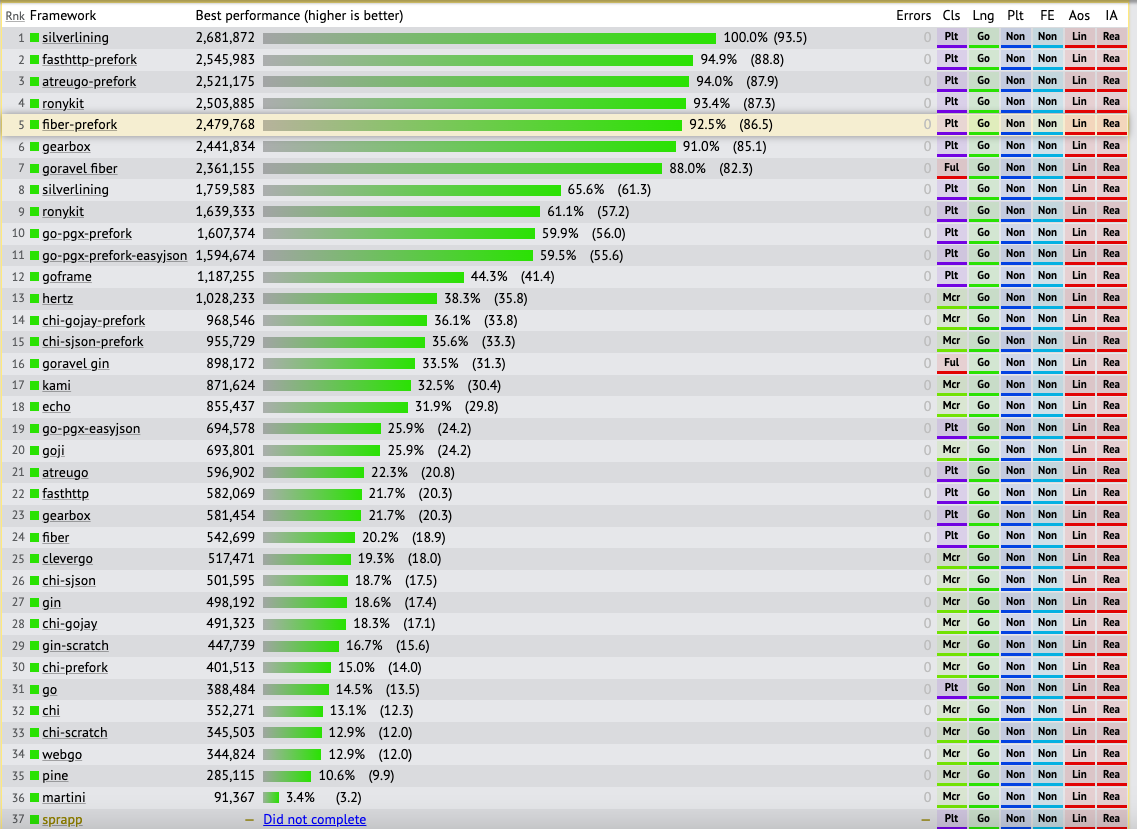 Rnk Framework Best performance (higher is better) Errors Cls Lng Plt FE Aos IA
1 silverlining 2,681,872 100.0% (93.5) 0 Plt Go Non Non Lin Rea
2 fasthttp-prefork 2,545,983 94.9% (88.8) 0 Plt Go Non Non Lin Rea
3 atreugo-prefork 2,521,175 94.0% (87.9) 0 Plt Go Non Non Lin Rea
4 ronykit 2,503,885 93.4% (87.3) 0 Plt Go Non Non Lin Rea
5 fiber-prefork 2,479,768 92.5% (86.5) 0 Plt Go Non Non Lin Rea
6 gearbox 2,441,834 91.0% (85.1) 0 Plt Go Non Non Lin Rea
7 goravel fiber 2,361,155 88.0% (82.3) 0 Ful Go Non Non Lin Rea
8 silverlining 1,759,583 65.6% (61.3) 0 Plt Go Non Non Lin Rea
9 ronykit 1,639,333 61.1% (57.2) 0 Plt Go Non Non Lin Rea
10 go-pgx-prefork 1,607,374 59.9% (56.0) 0 Plt Go Non Non Lin Rea
11 go-pgx-prefork-easyjson 1,594,674 59.5% (55.6) 0 Plt Go Non Non Lin Rea
12 goframe 1,187,255 44.3% (41.4) 0 Plt Go Non Non Lin Rea
13 hertz 1,028,233 38.3% (35.8) 0 Mcr Go Non Non Lin Rea
14 chi-gojay-prefork 968,546 36.1% (33.8) 0 Mcr Go Non Non Lin Rea
15 chi-sjson-prefork 955,729 35.6% (33.3) 0 Mcr Go Non Non Lin Rea
16 goravel gin 898,172 33.5% (31.3) 0 Ful Go Non Non Lin Rea
17 kami 871,624 32.5% (30.4) 0 Mcr Go Non Non Lin Rea
18 echo 855,437 31.9% (29.8) 0 Mcr Go Non Non Lin Rea
19 go-pgx-easyjson 694,578 25.9% (24.2) 0 Plt Go Non Non Lin Rea
20 goji 693,801 25.9% (24.2) 0 Mcr Go Non Non Lin Rea
21 atreugo 596,902 22.3% (20.8) 0 Plt Go Non Non Lin Rea
22 fasthttp 582,069 21.7% (20.3) 0 Plt Go Non Non Lin Rea
23 gearbox 581,454 21.7% (20.3) 0 Plt Go Non Non Lin Rea
24 fiber 542,699 20.2% (18.9) 0 Plt Go Non Non Lin Rea
25 clevergo 517,471 19.3% (18.0) 0 Mcr Go Non Non Lin Rea
26 chi-sjson 501,595 18.7% (17.5) 0 Mcr Go Non Non Lin Rea
27 gin 498,192 18.6% (17.4) 0 Mcr Go Non Non Lin Rea
28 chi-gojay 491,323 18.3% (17.1) 0 Mcr Go Non Non Lin Rea
29 gin-scratch 447,739 16.7% (15.6) 0 Mcr Go Non Non Lin Rea
30 chi-prefork 401,513 15.0% (14.0) 0 Mcr Go Non Non Lin Rea
31 go 388,484 14.5% (13.5) 0 Plt Go Non Non Lin Rea
32 chi 352,271 13.1% (12.3) 0 Mcr Go Non Non Lin Rea
33 chi-scratch 345,503 12.9% (12.0) 0 Mcr Go Non Non Lin Rea
34 webgo 344,824 12.9% (12.0) 0 Mcr Go Non Non Lin Rea
35 pine 285,115 10.6% (9.9) 0 Mcr Go Non Non Lin Rea
36 martini 91,367 3.4% (3.2) 0 Mcr Go Non Non Lin Rea
37 sprapp — Did not complete — Plt Go Non Non Lin Rea